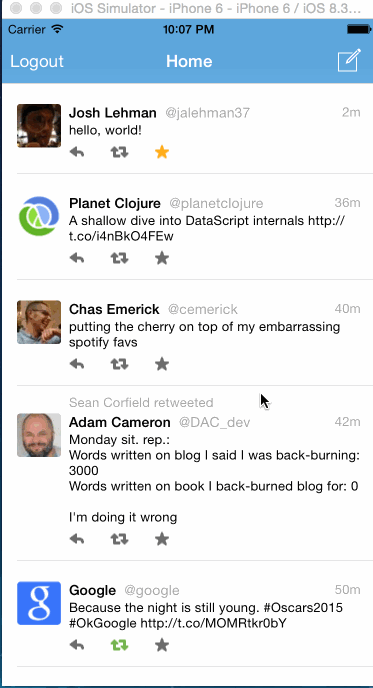 iOS Simulator - iPhone 6 - iPhone 6 / iOS 8.3...
Carrier 10:07 PM
Logout Home
Josh Lehman @jalehman37 2m
hello, world!
Planet Clojure @planetclojure 36m
A shallow dive into DataScript internals http://
t.co/i4nBkO4FEw
Chas Emerick @cemerick 40m
putting the cherry on top of my embarrassing
spotify favs
Sean Corfield retweeted
Adam Cameron @DAC_dev 42m
Monday sit. rep.:
Words written on blog I said I was back-burning:
3000
Words written on book I back-burned blog for: 0
I'm doing it wrong
Google @google 50m
Because the night is still young. #Oscars2015
#OkGoogle http://t.co/MOMRtkr0bY
g